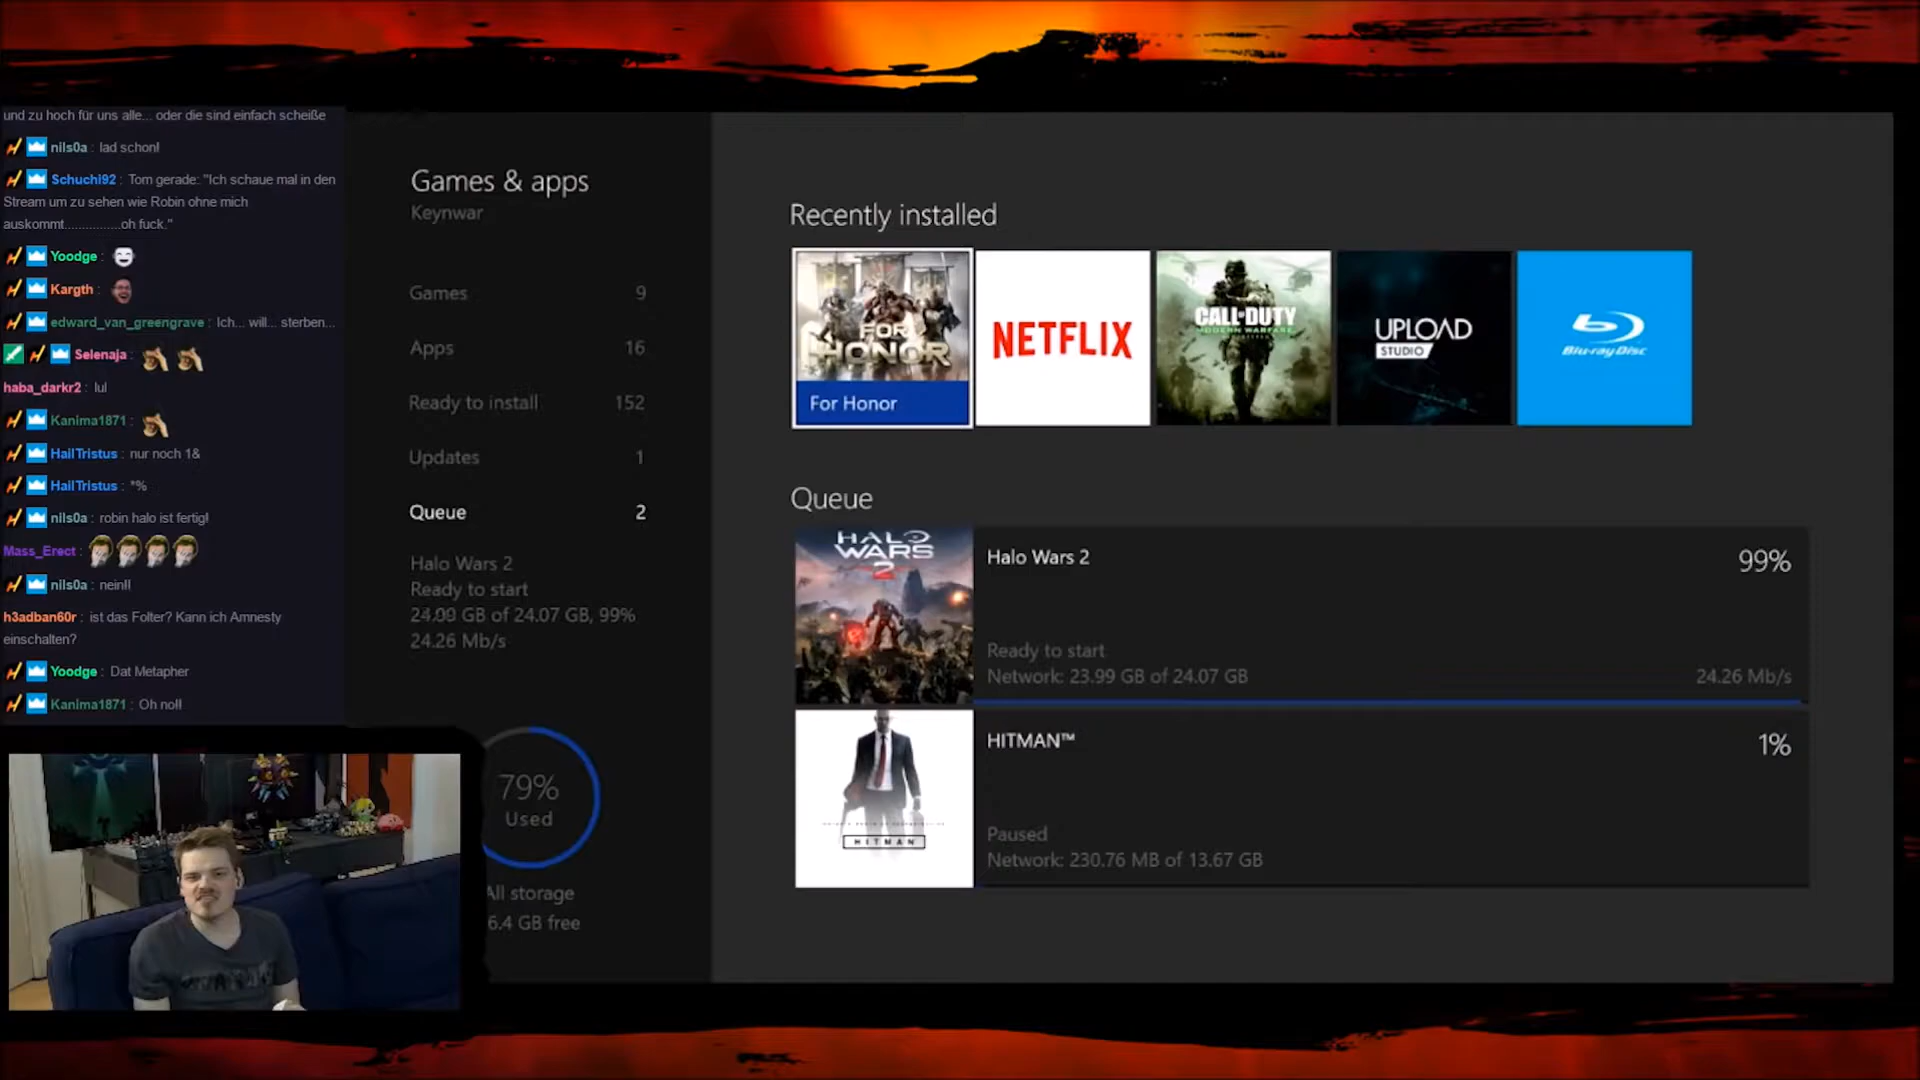 und zu hoch für uns alle... oder die sind einfach scheiße
nils0a : lad schon!
Schuchi92 : Tom gerade: "Ich schaue mal in den
Stream um zu sehen wie Robin ohne mich
auskommt................oh fuck."
Yoodge :
Kargth :
edward_van_greengrave : Ich... will... sterben...
Selenaja :
haba_darkr2 : lul
Kanima1871 :
HailTristus : nur noch 1&
HailTristus : *%
nils0a : robin halo ist fertig!
Mass_Erect :
nils0a : nein!!
h3adban60r : ist das Folter? Kann ich Amnesty
einschalten?
Yoodge : Dat Metapher
Kanima1871 : Oh no!!
Games & apps
Keynwar
Games 9
Apps 16
Ready to install 152
Updates 1
Queue 2
Halo Wars 2
Ready to start
GB of 24.07 GB, 99%
24.26 Mb/s
79%
Used
All storage
6.4 GB free
Recently installed
FOR
HONOR
For Honor
NETFLIX
CALL OF DUTY
MODERN WARFARE
UPLOAD
STUDIO
Blu-ray Disc
Queue
HALO
WARS
2
Halo Wars 2
99%
Ready to start
Network: 23.99 GB of 24.07 GB
24.26 Mb/s
HITMAN
HITMAN™
1%
Paused
Network: 230.76 MB of 13.67 GB